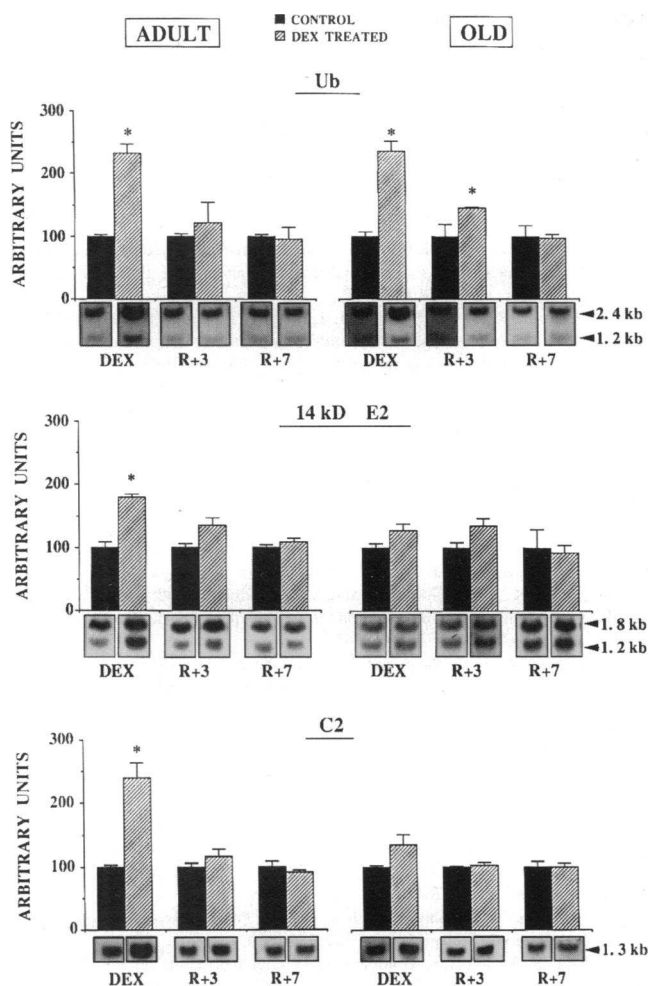 ADULT
CONTROL
DEX TREATED
OLD
Ub
ARBITRARY UNITS
300
200
100
0
*
*
*
2.4 kb
1.2 kb
DEX R+3 R+7 DEX R+3 R+7
14 kD E2
ARBITRARY UNITS
300
200
100
0
*
1.8 kb
1.2 kb
DEX R+3 R+7 DEX R+3 R+7
C2
ARBITRARY UNITS
300
200
100
0
*
1.3 kb
DEX R+3 R+7 DEX R+3 R+7